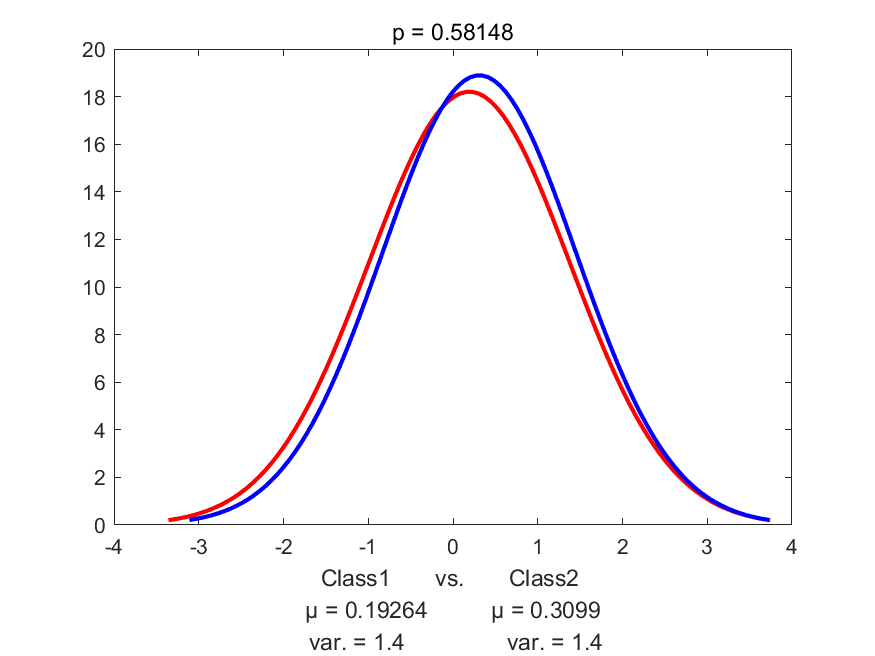 p = 0.58148
20
18
16
14
12
10
8
6
4
2
0
-4 -3 -2 -1 0 1 2 3 4
Class1 vs. Class2
μ = 0.19264 μ = 0.3099
var. = 1.4 var. = 1.4